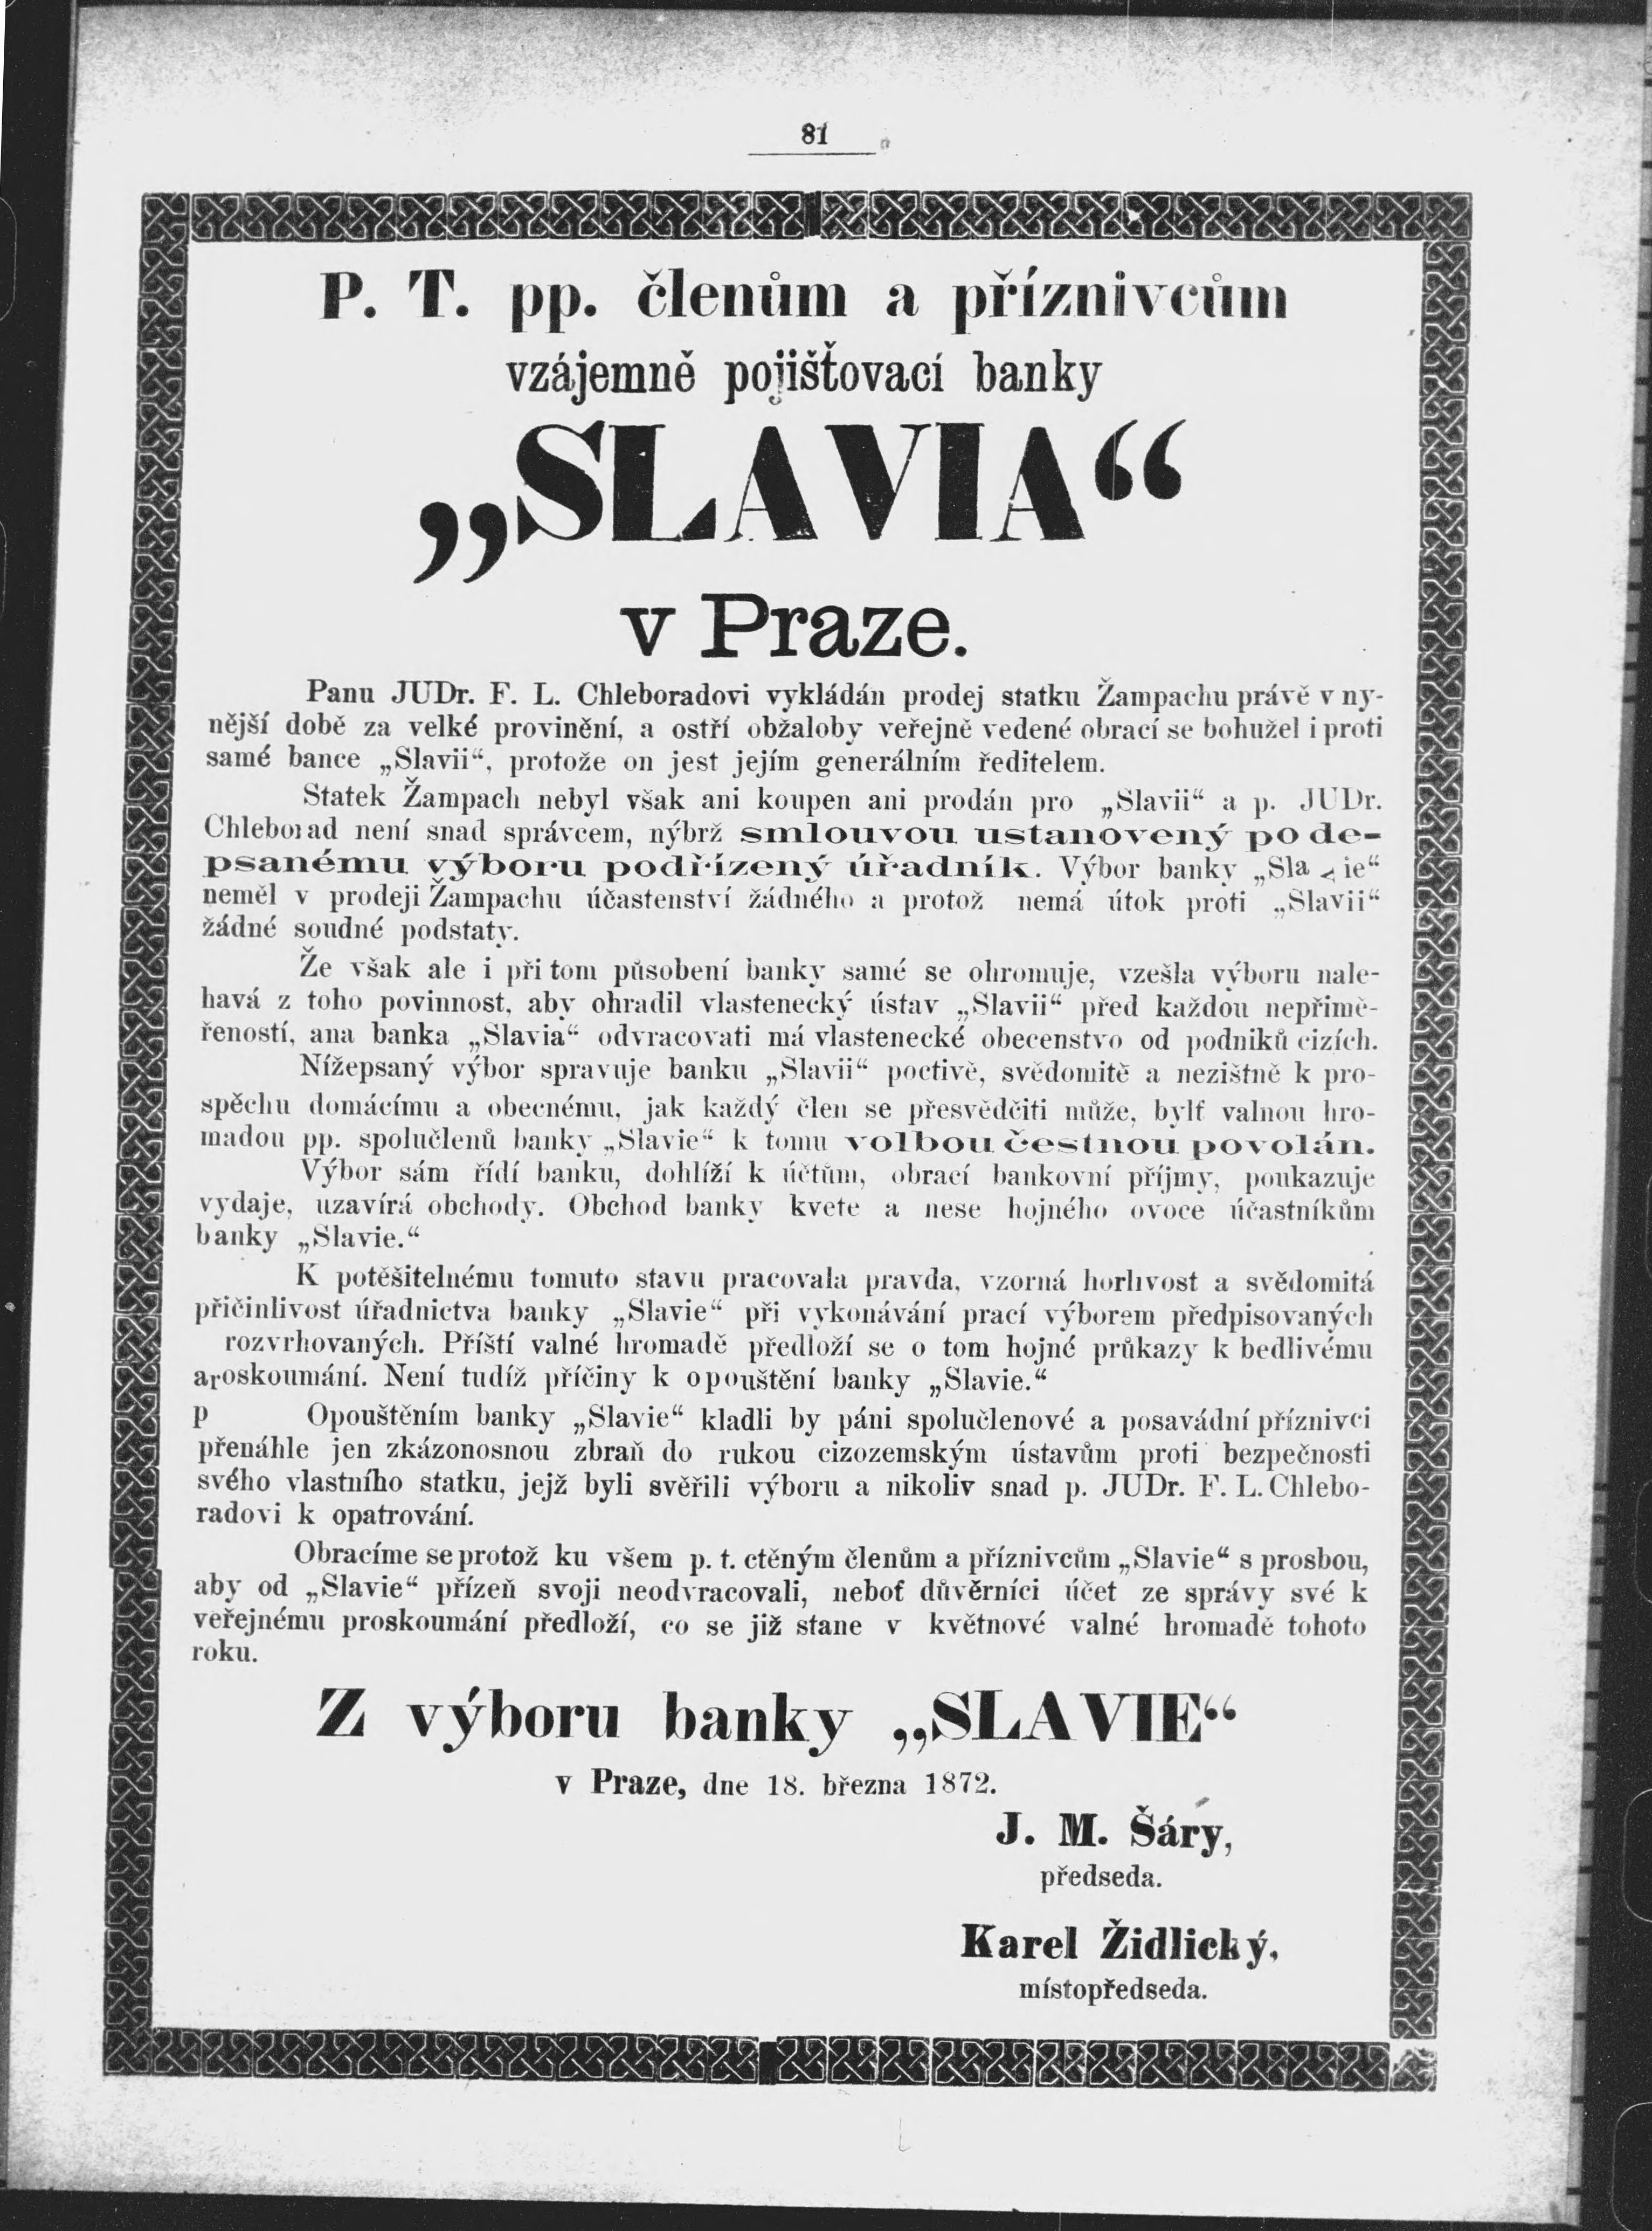 81
P. T. pp. členům a příznivcům
vzájemně pojišťovací banky
„SLAVIA“
v Praze.
Panu JUDr. F. L. Chleboradovi vykládán prodej statku Žampachu právě v ny-
nější době za velké provinění, a ostří obžaloby veřejně vedené obrací se bohužel i proti
samé bance „Slavii“, protože on jest jejím generálním ředitelem.
Statek Žampach nebyl však ani koupen ani prodán pro „Slavii“ a p. JUDr.
Chleborad není snad správcem, nýbrž smlouvou ustanovený pode-
psanému výboru podřízený úřadník. Výbor banky „Slavie“
neměl v prodeji Žampachu účastenství žádného a protož nemá útok proti „Slavii“
žádné soudné podstaty.
Že však ale i při tom působení banky samé se ohromuje, vzešla výboru nale-
havá z toho povinnost, aby ohradil vlastenecký ústav „Slavii“ před každou nepřimě-
řeností, ana banka „Slavia“ odvracovati má vlastenecké obecenstvo od podniků cizích.
Nížepsaný výbor spravuje banku „Slavii“ poctivě, svědomitě a nezištně k pro-
spěchu domácímu a obecnému, jak každý člen se přesvědčiti může, bylť valnou hro-
madou pp. spolučlenů banky „Slavie“ k tomu volbou čestnou povolán.
Výbor sám řídí banku, dohlíží k účtům, obrací bankovní příjmy, poukazuje
vydaje, uzavírá obchody. Obchod banky kvete a nese hojného ovoce účastníkům
banky „Slavie.“
K potěšitelnému tomuto stavu pracovala pravda, vzorná horlivost a svědomitá
přičinlivost úřadnictva banky „Slavie“ při vykonávání prací výborem předpisovaných
rozvrhovaných. Příští valné hromadě předloží se o tom hojné průkazy k bedlivému
aroskoumání. Není tudíž příčiny k opouštění banky „Slavie.“
p Opouštěním banky „Slavie“ kladli by páni spolučlenové a posavádní příznivci
přenáhle jen zkázonosnou zbraň do rukou cizozemským ústavům proti bezpečnosti
svého vlastního statku, jejž byli svěřili výboru a nikoliv snad p. JUDr. F. L. Chlebo-
radovi k opatrování.
Obracíme se protož ku všem p. t. ctěným členům a příznivcům „Slavie“ s prosbou,
aby od „Slavie“ přízeň svoji neodvracovali, neboť důvěrníci účet ze správy své k
veřejnému proskoumání předloží, co se již stane v květnové valné hromadě tohoto
roku.
Z výboru banky „SLAVIE“
v Praze, dne 18. března 1872.
J. M. Šáry,
předseda.
Karel Židlický,
místopředseda.